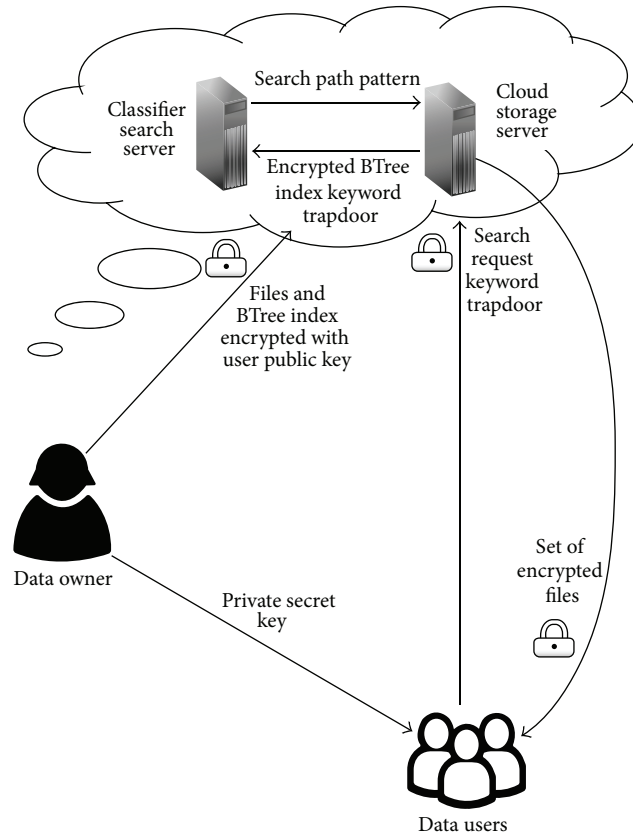 Search path pattern
Classifier
search
server
Cloud
storage
server
Encrypted BTree
index keyword
trapdoor
Search
request
keyword
trapdoor
Files and
BTree index
encrypted with
user public key
Data owner
Private secret
key
Set of
encrypted
files
Data users